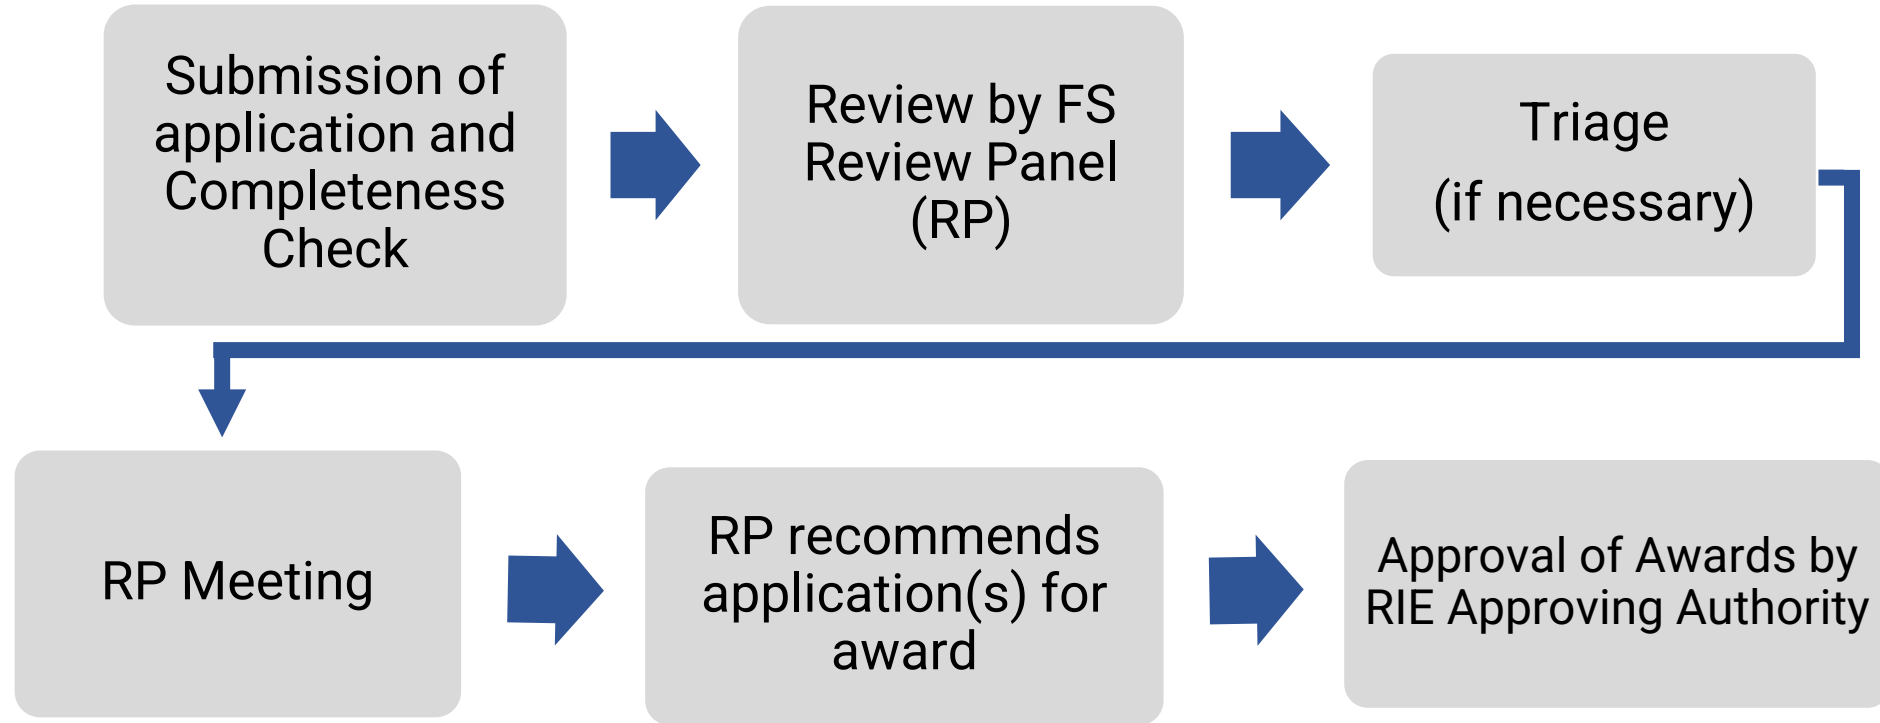 Submission of
application and
Completeness
Check
Review by FS
Review Panel
(RP)
Triage
(if necessary)
RP Meeting
RP recommends
application(s) for
award
Approval of Awards by
RIE Approving Authority